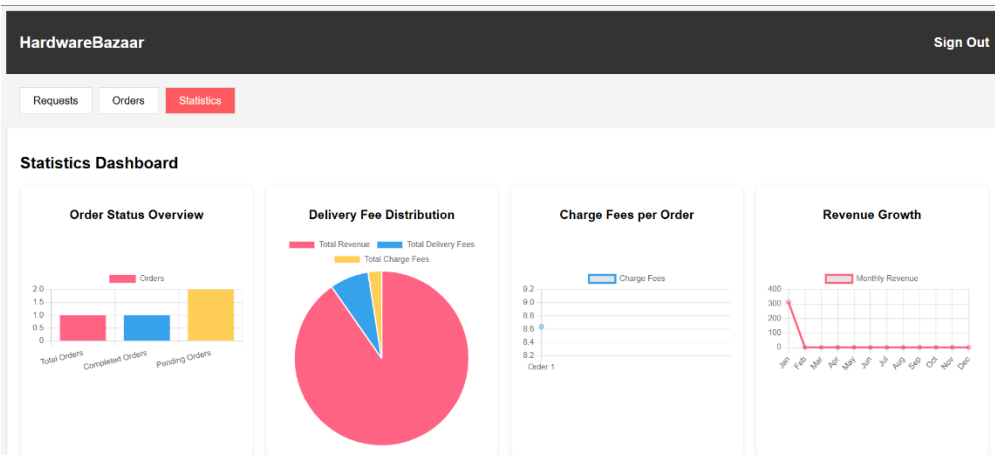 HardwareBazaar
Sign Out
Requests Orders Statistics
Statistics Dashboard
Order Status Overview
Orders
2.0
1.5
1.0
0.5
0
Total Orders Completed Orders Pending Orders
Delivery Fee Distribution
Total Revenue Total Delivery Fees
Total Charge Fees
Charge Fees per Order
Charge Fees
9.2
9.0
8.8
8.6
8.4
8.2
Order 1
Revenue Growth
Monthly Revenue
400
300
200
100
0
Jan Feb Mar Apr May Jun Jul Aug Sep Oct Nov Dec